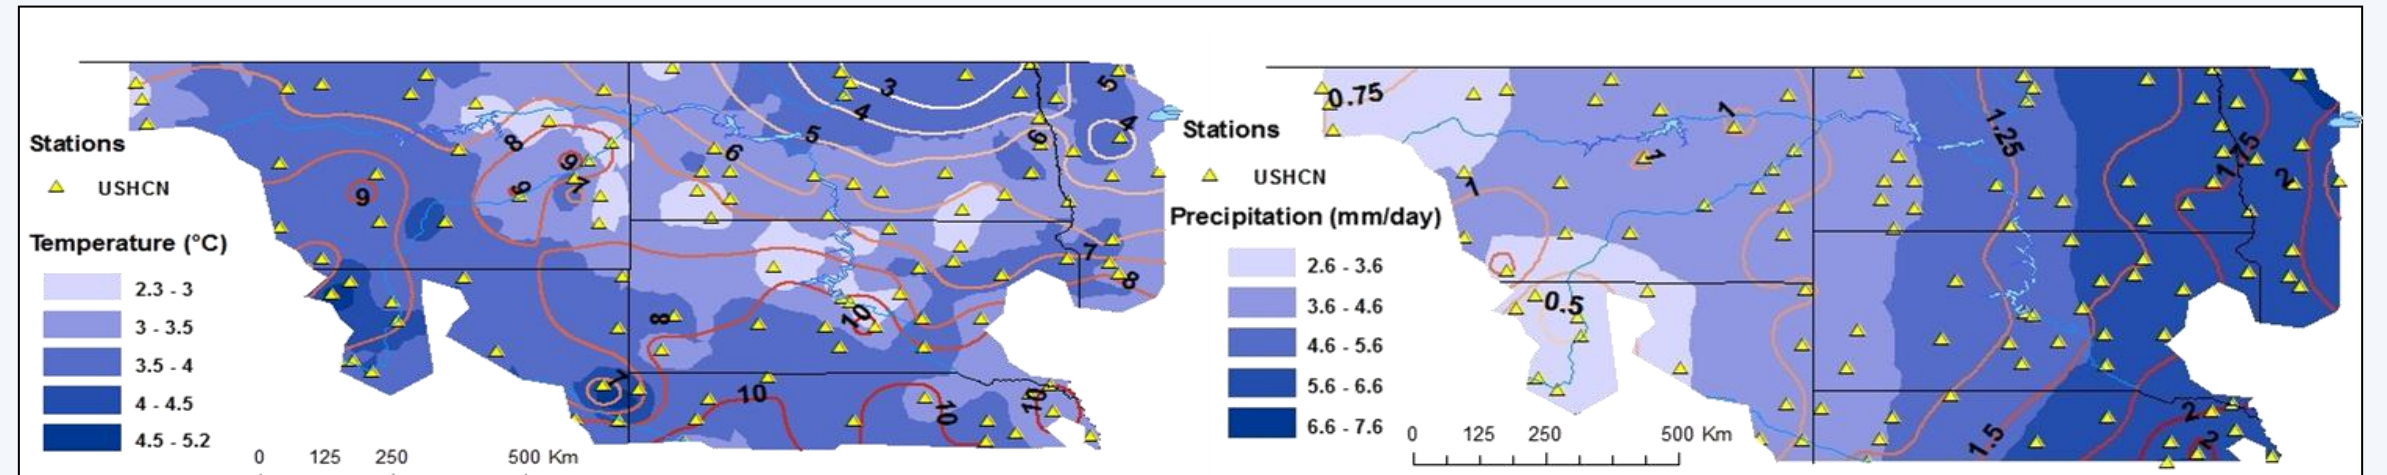 Stations
USHCN
Temperature (°C)
2.3 - 3
3 - 3.5
3.5 - 4
4 - 4.5
4.5 - 5.2
0 125 250 500 Km
3
4
5
4
5
6
6
7
8
8
9
9
9
7
8
7
10
10
10
10
Stations
USHCN
Precipitation (mm/day)
2.6 - 3.6
3.6 - 4.6
4.6 - 5.6
5.6 - 6.6
6.6 - 7.6
0 125 250 500 Km
0.75
1
1
1
0.5
1.25
1.75
2
1.5
2
2